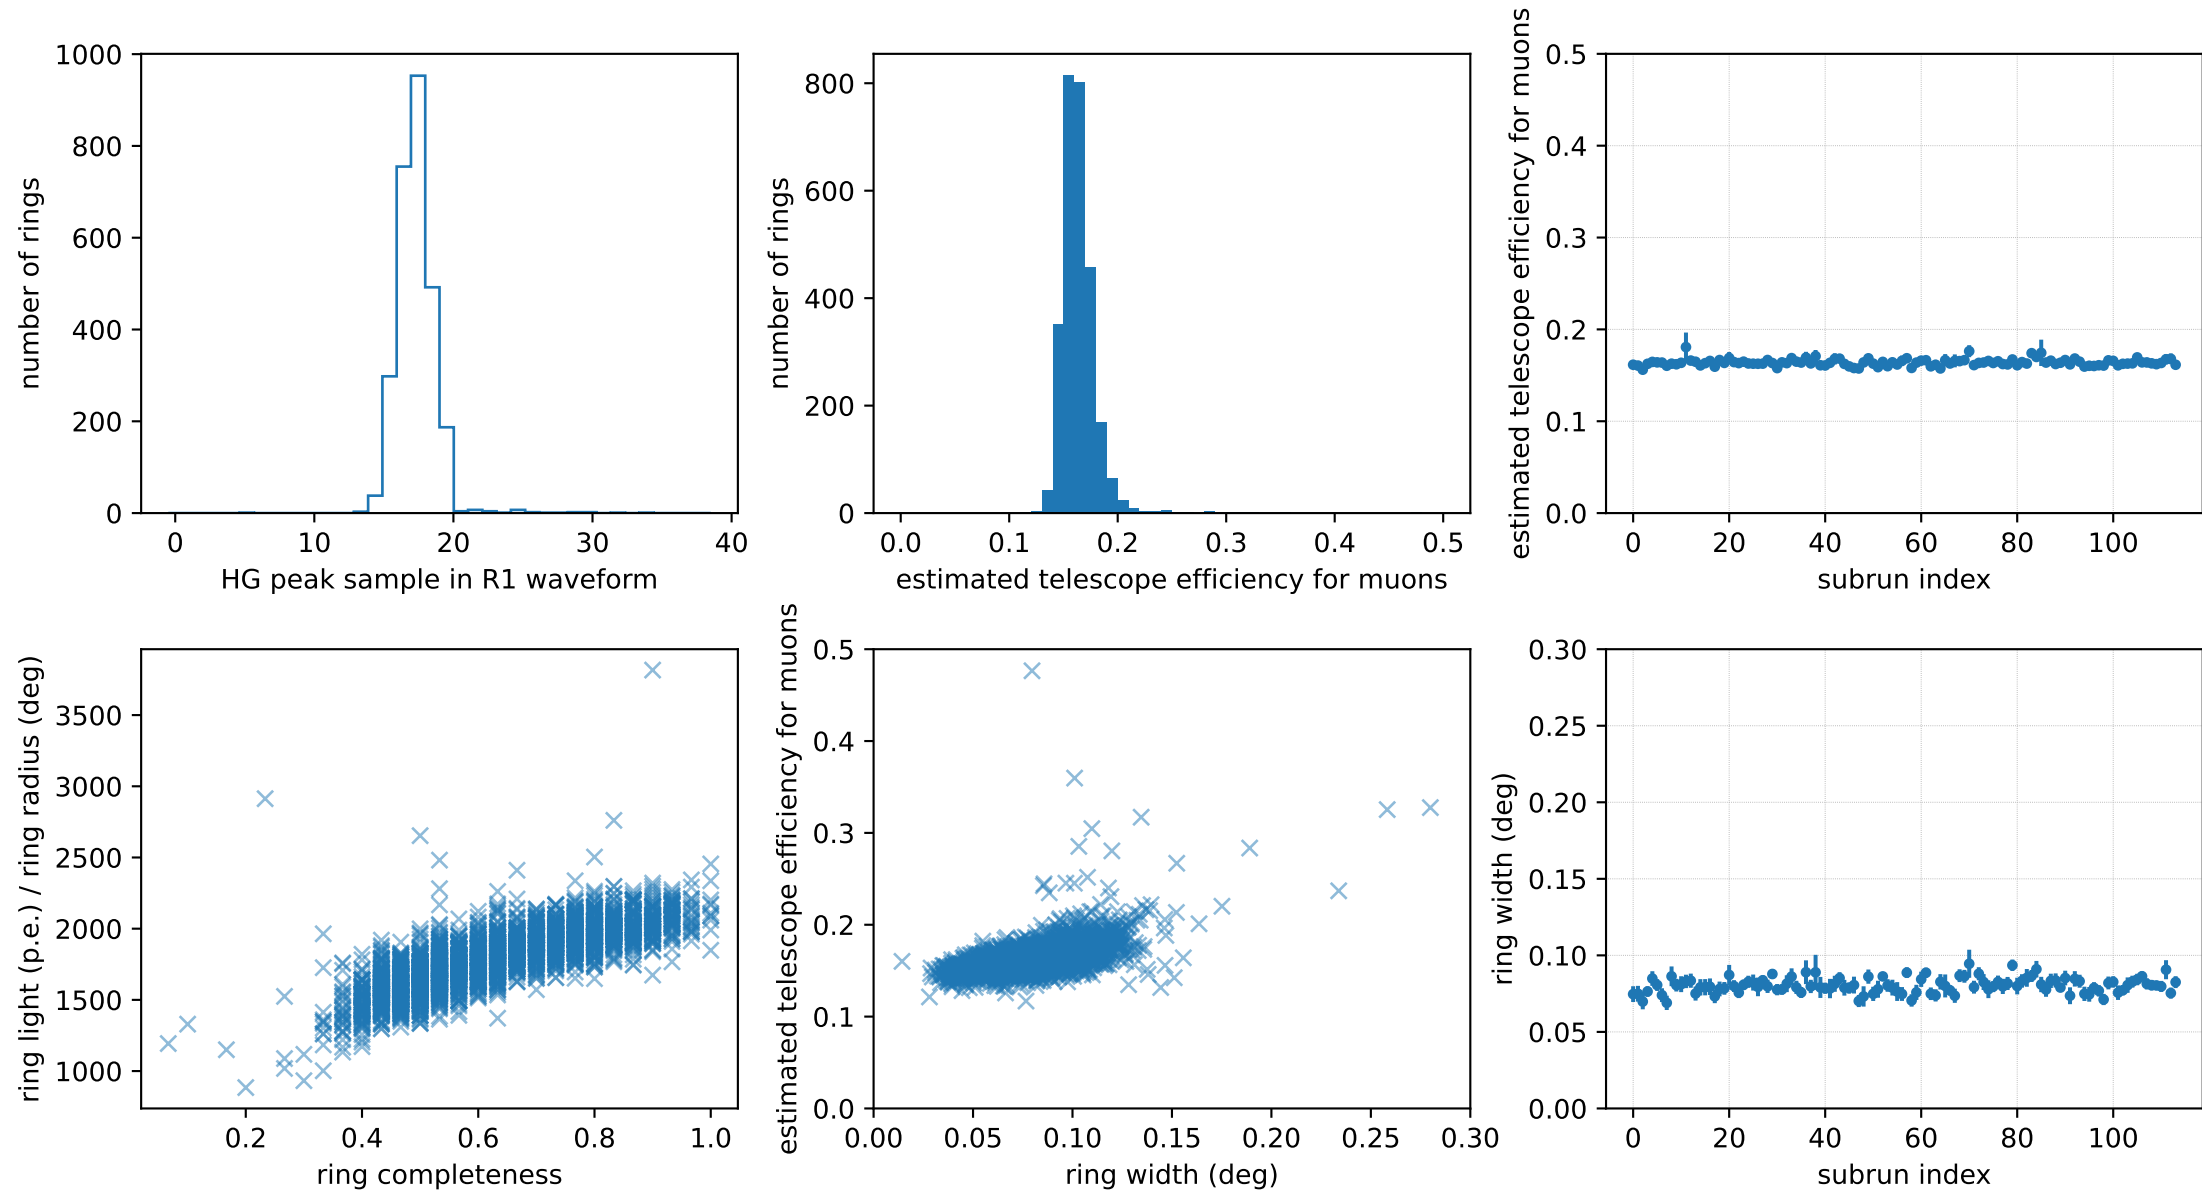 1000
800
600
400
200
0
number of rings
0 10 20 30 40
HG peak sample in R1 waveform
800
600
400
200
0
number of rings
0.0 0.1 0.2 0.3 0.4 0.5
estimated telescope efficiency for muons
0.5
0.4
0.3
0.2
0.1
0.0
estimated telescope efficiency for muons
0 20 40 60 80 100
subrun index
3500
3000
2500
2000
1500
1000
ring light (p.e.) / ring radius (deg)
0.2 0.4 0.6 0.8 1.0
ring completeness
0.5
0.4
0.3
0.2
0.1
0.0
estimated telescope efficiency for muons
0.00 0.05 0.10 0.15 0.20 0.25 0.30
ring width (deg)
0.30
0.25
0.20
0.15
0.10
0.05
0.00
ring width (deg)
0 20 40 60 80 100
subrun index